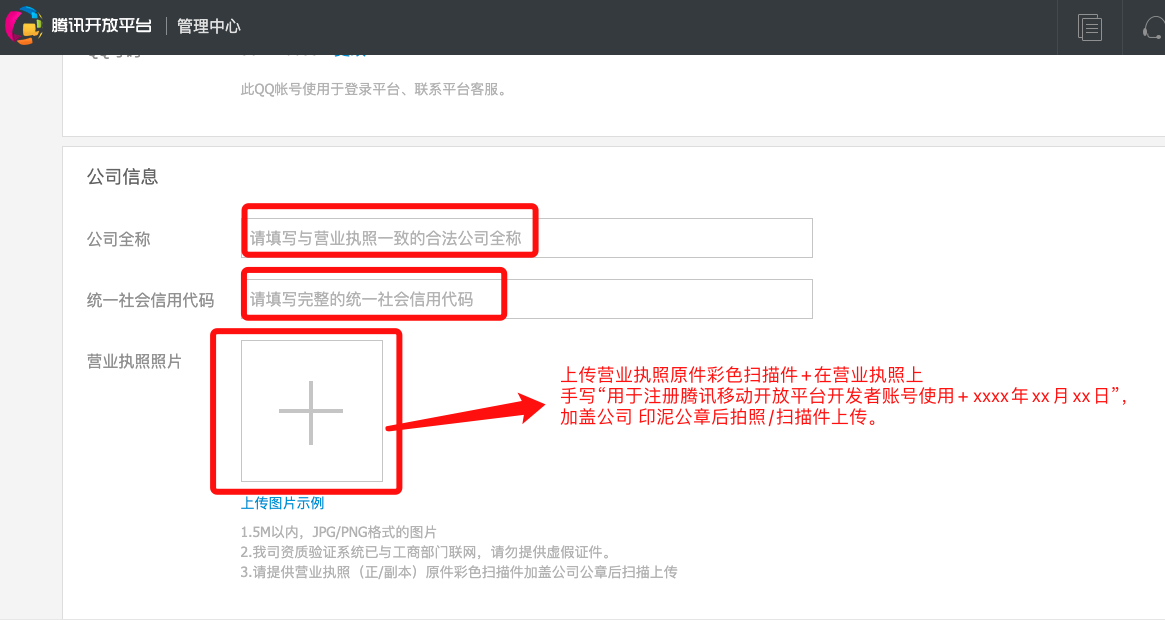 腾讯开放平台 管理中心
此QQ帐号使用于登录平台、联系平台客服。
公司信息
公司全称
请填写与营业执照一致的合法公司全称
统一社会信用代码
请填写完整的统一社会信用代码
营业执照照片
上传营业执照原件彩色扫描件+在营业执照上
手写“用于注册腾讯移动开放平台开发者账号使用+xxxx年xx月xx日”，
加盖公司 印泥公章后拍照/扫描件上传。
上传图片示例
1.5M以内，JPG/PNG格式的图片
2.我司资质验证系统已与工商部门联网，请勿提供虚假证件。
3.请提供营业执照（正/副本）原件彩色扫描件加盖公司公章后扫描上传